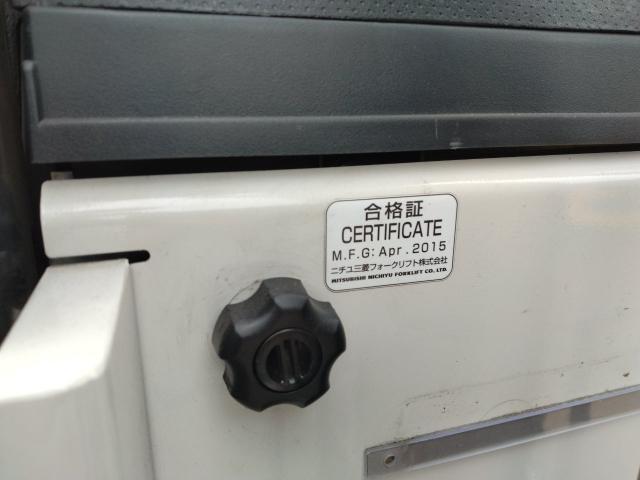 合格証
CERTIFICATE
M.F.G: Apr.2015
ニチユ三菱フォークリフト株式会社
MITSUBISHI NICHIYU FORKLIFT CO., LTD.